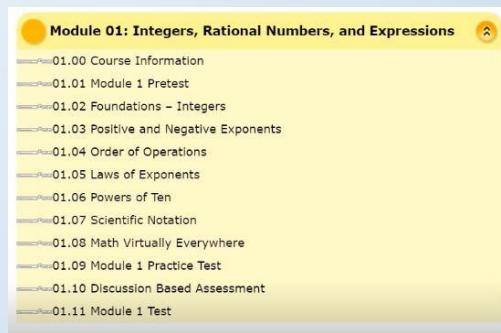 Module 01: Integers, Rational Numbers, and Expressions
01.00 Course Information
01.01 Module 1 Pretest
01.02 Foundations – Integers
01.03 Positive and Negative Exponents
01.04 Order of Operations
01.05 Laws of Exponents
01.06 Powers of Ten
01.07 Scientific Notation
01.08 Math Virtually Everywhere
01.09 Module 1 Practice Test
01.10 Discussion Based Assessment
01.11 Module 1 Test